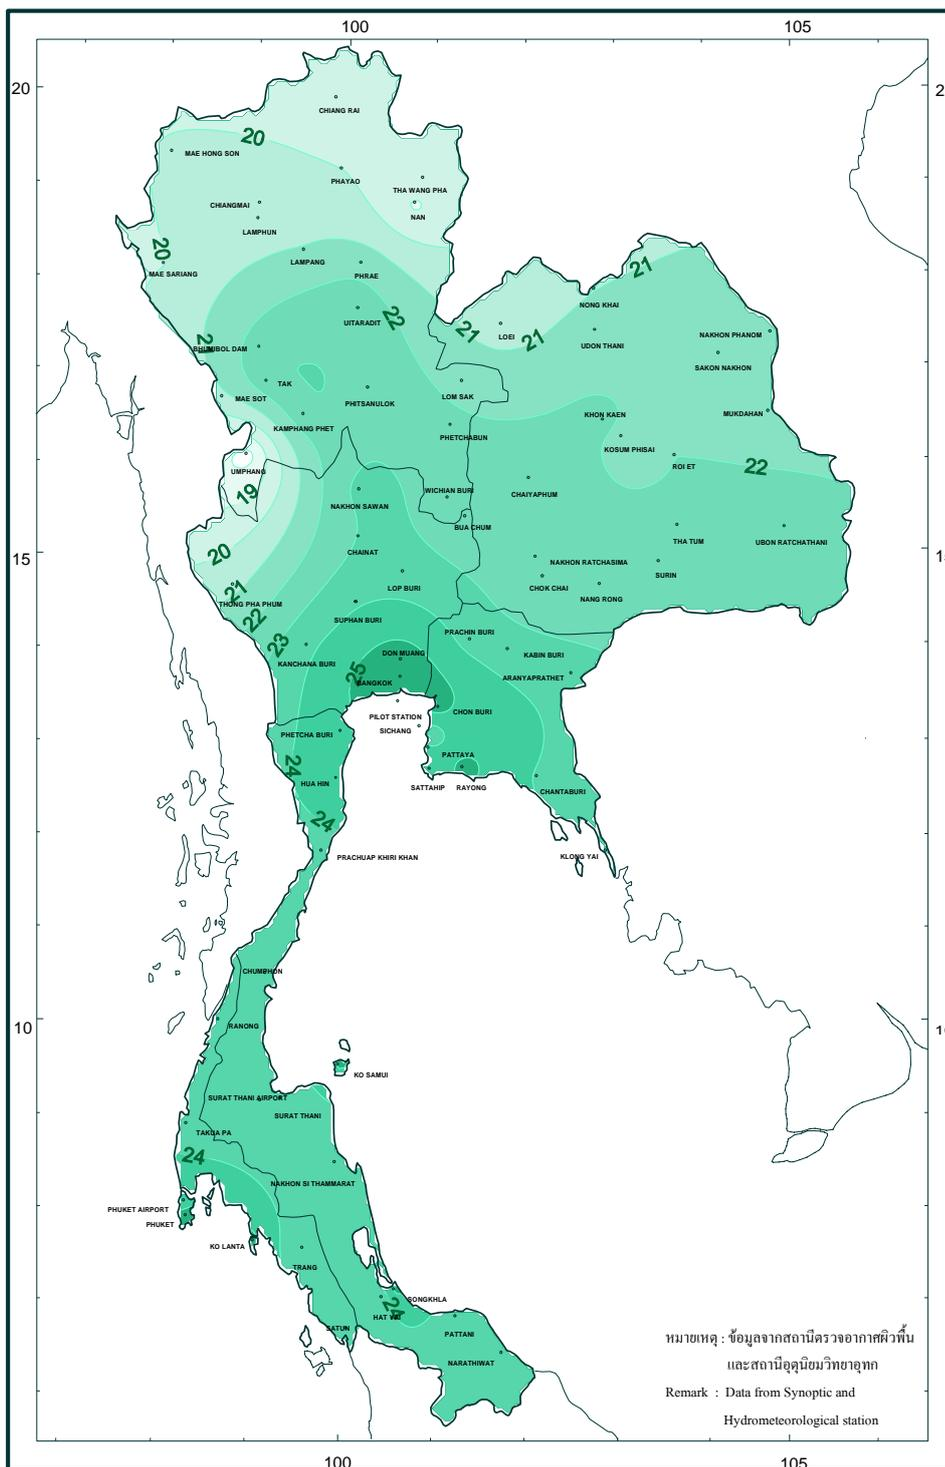 100 105
20
CHIANG RAI
20
MAE HONG SON
PHAYAO
THA WANG PHA
CHIANGMAI
NAN
LAMPHUN
20
LAMPANG
21
MAE SARIANG
PHRAE
NONG KHAI
22
UITARADIT
21
LOEI
21
NAKHON PHANOM
21
BHUMIBOL DAM
UDON THANI
SAKON NAKHON
TAK
MAE SOT
LOM SAK
PHITSANULOK
KHON KAEN
MUKDAHAN
KAMPHANG PHET
PHETCHABUN
KOSUM PHISAI
ROI ET
22
UMPHANG
19
WICHIAN BURI
CHAIYAPHUM
NAKHON SAWAN
BUA CHUM
THA TUM
UBON RATCHATHANI
15
20
CHAINAT
NAKHON RATCHASIMA
SURIN
LOP BURI
CHOK CHAI
21
NANG RONG
THONG PHA PHUM
22
SUPHAN BURI
PRACHIN BURI
23
DON MUANG
KABIN BURI
KANCHANA BURI
25
ARANYAPRATHET
BANGKOK
CHON BURI
PILOT STATION
SICHANG
PHETCHA BURI
PATTAYA
24
HUA HIN
SATTAHIP RAYONG
CHANTABURI
24
PRACHUAP KHIRI KHAN
KLONG YAI
CHUMPHON
10
RANONG
KO SAMUI
SURAT THANI AIRPORT
SURAT THANI
TAKUA PA
24
NAKHON SI THAMMARAT
PHUKET AIRPORT
PHUKET
KO LANTA
TRANG
SONGKHLA
24
HAT YAI
SATUN
PATTANI
NARATHIWAT
หมายเหตุ : ข้อมูลจากสถานีตรวจอากาศผิวพื้น
และสถานีอุตุนิยมวิทยาอุทก
Remark : Data from Synoptic and
Hydrometeorological station
100 105